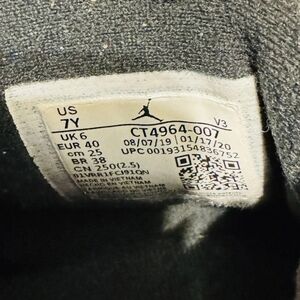 US
7Y
UK 6
EUR 40
cm 25
BR 38
CN 250(2.5)
V3
CT4964-007
08/07/19 | 01/17/20
UPC 00193154836752
MADE IN VIETNAM